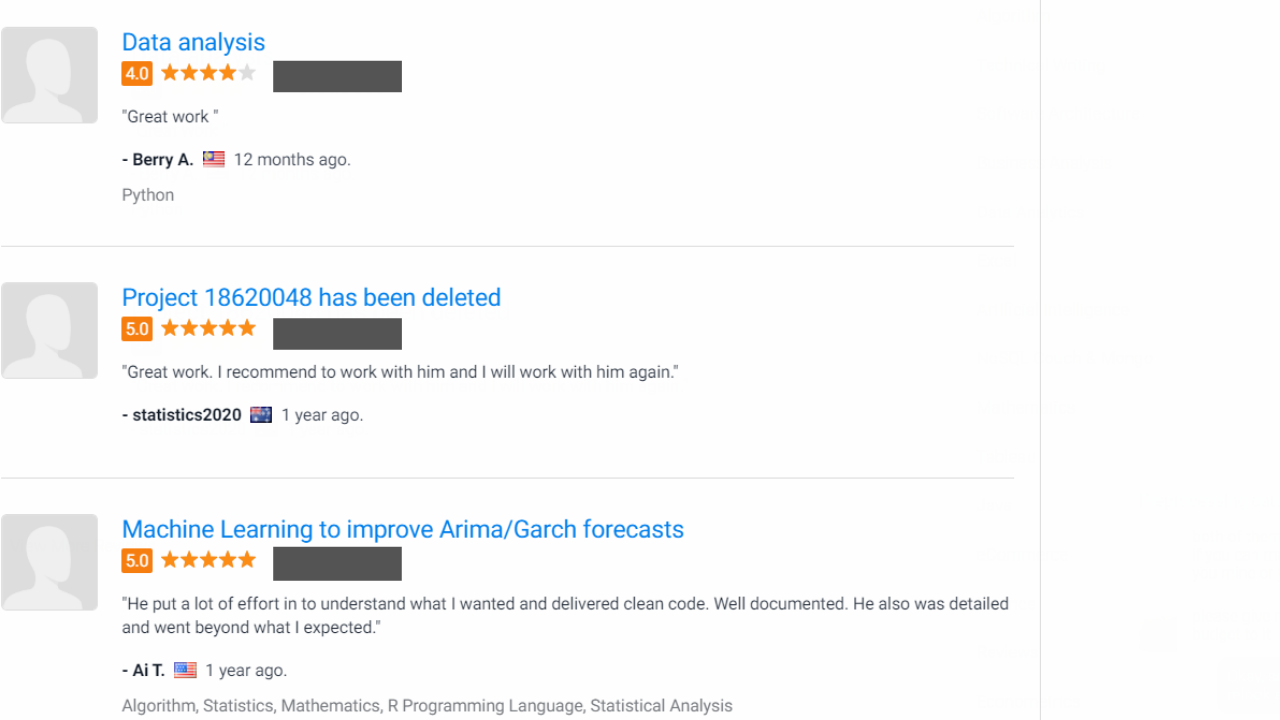 Data analysis
4.0
"Great work "
- Berry A. 12 months ago.
Python
Project 18620048 has been deleted
5.0
"Great work. I recommend to work with him and I will work with him again."
- statistics2020 1 year ago.
Machine Learning to improve Arima/Garch forecasts
5.0
"He put a lot of effort in to understand what I wanted and delivered clean code. Well documented. He also was detailed
and went beyond what I expected."
- Ai T. 1 year ago.
Algorithm, Statistics, Mathematics, R Programming Language, Statistical Analysis